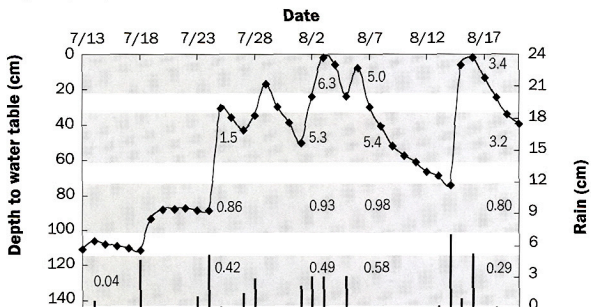 Date
7/13 7/18 7/23 7/28 8/2 8/7 8/12 8/17
Depth to water table (cm)
0 24
20 21
40 18
60 15
80 12
100 9
120 6
140 3
0
Rain (cm)
6.3 5.0 3.4
1.5 5.3 5.4 3.2
0.86 0.93 0.98 0.80
0.04 0.42 0.49 0.58 0.29